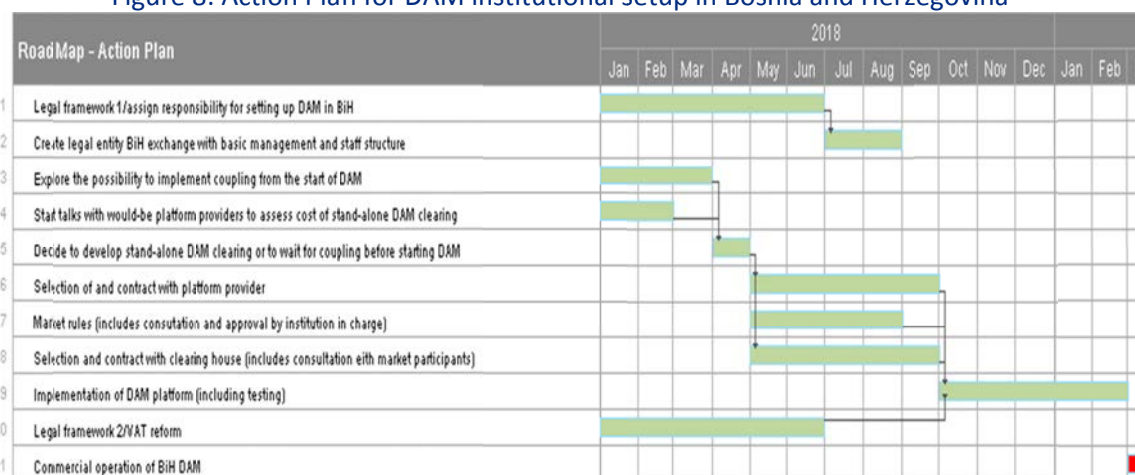 Figure 8: Action Plan for DAM institutional setup in Bosnia and Herzegovina
RoadMap - Action Plan
2018
Jan Feb Mar Apr May Jun Jul Aug Sep Oct Nov Dec Jan Feb
1 Legal framework 1/assign responsibility for setting up DAM in BiH
2 Create legal entity BiH exchange with basic management and staff structure
3 Explore the possibility to implement coupling from the start of DAM
4 Start talks with would-be platform providers to assess cost of stand-alone DAM clearing
5 Decide to develop stand-alone DAM clearing or to wait for coupling before starting DAM
6 Selection of and contract with platform provider
7 Market rules (includes consutation and approval by institution in charge)
8 Selection and contract with clearing house (includes consultation eith market participants)
9 Implementation of DAM platform (including testing)
0 Legal framework 2/VAT reform
1 Commercial operation of BiH DAM